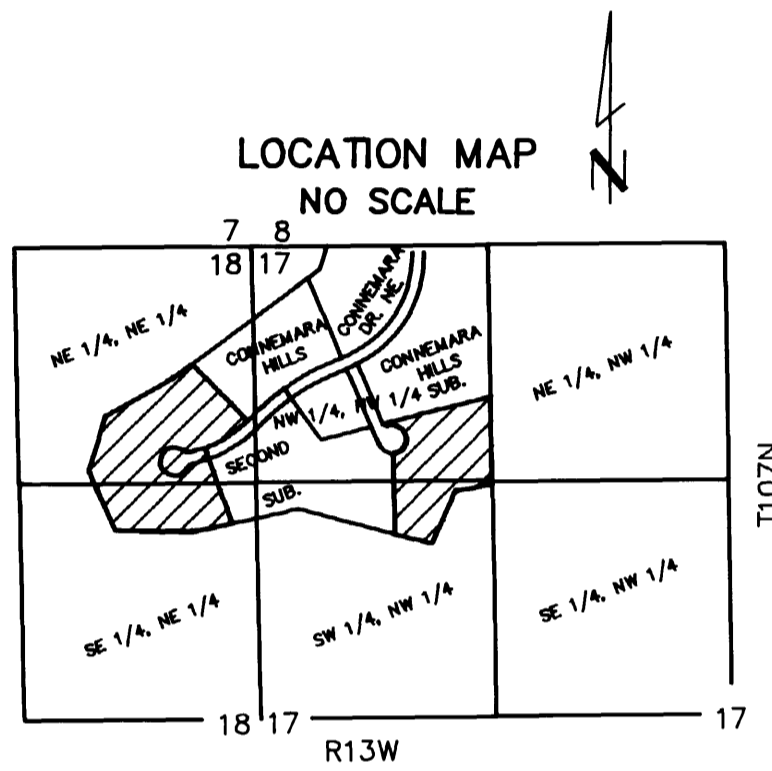 N
LOCATION MAP
NO SCALE
7 8
18 17
CONNEMARA
DR. NE.
NE 1/4, NE 1/4
CONNEMARA
HILLS
CONNEMARA
HILLS
SUB.
NE 1/4, NW 1/4
NW 1/4, NW 1/4
SECOND
SUB.
T107N
SE 1/4, NE 1/4
SW 1/4, NW 1/4
SE 1/4, NW 1/4
18 17
17
R13W